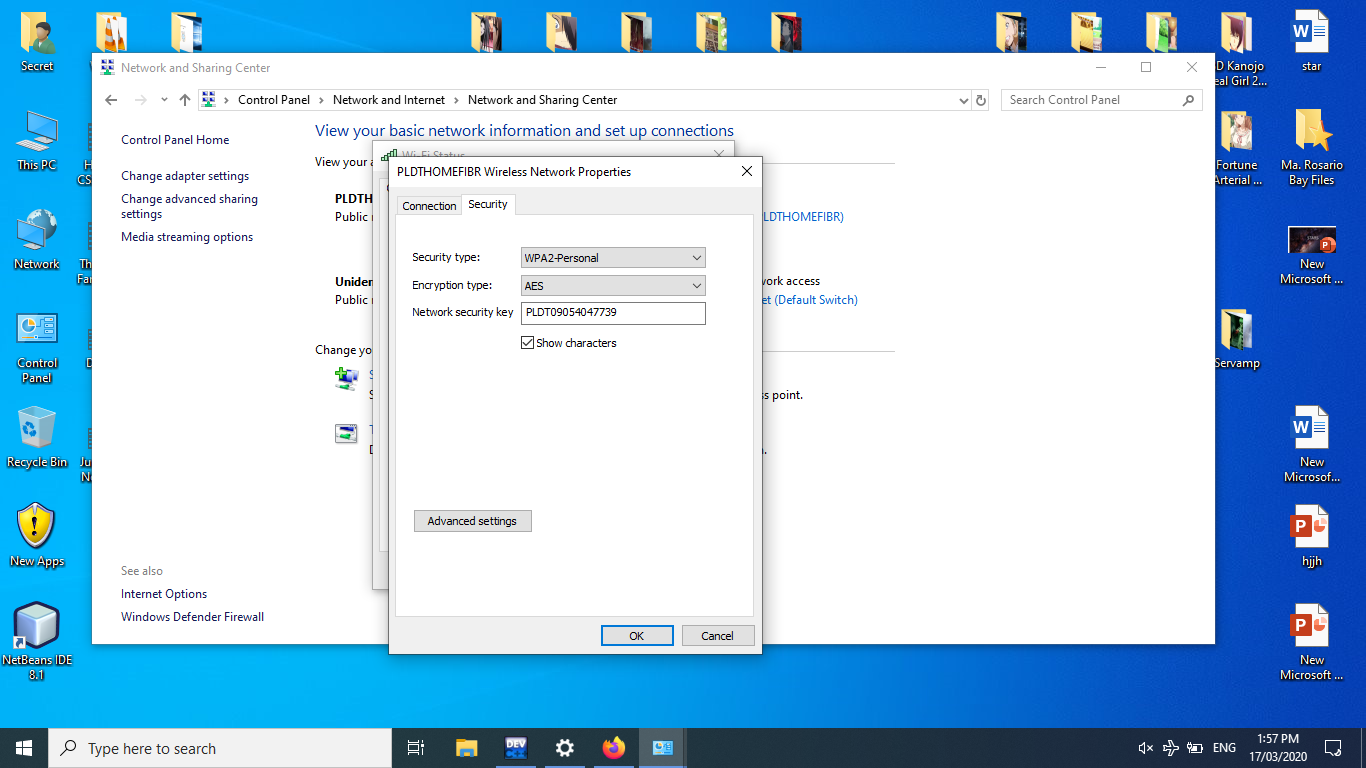 Secret
This PC
Network
Control
Panel
Recycle Bin
New Apps
NetBeans IDE
8.1
Network and Sharing Center
Control Panel
Network and Internet
Network and Sharing Center
Search Control Panel
Control Panel Home
Change adapter settings
Change advanced sharing
settings
Media streaming options
See also
Internet Options
Windows Defender Firewall
View your basic network information and set up connections
View your a
PLDTH
Public
LDTHOMEFIBR)
Uniden
work access
Public
et (Default Switch)
Change yo
s point.
Wi-Fi Status
PLDTHOMEFIBR Wireless Network Properties
Connection
Security
Security type:
WPA2-Personal
Encryption type:
AES
Network security key
PLDT09054047739
Show characters
Advanced settings
OK
Cancel
D Kanojo
eal Girl 2...
star
Fortune
Arterial ...
Ma. Rosario
Bay Files
New
Microsoft ...
Servamp
New
Microsof...
hjjh
New
Microsoft ...
Type here to search
DEV
ENG
1:57 PM
17/03/2020